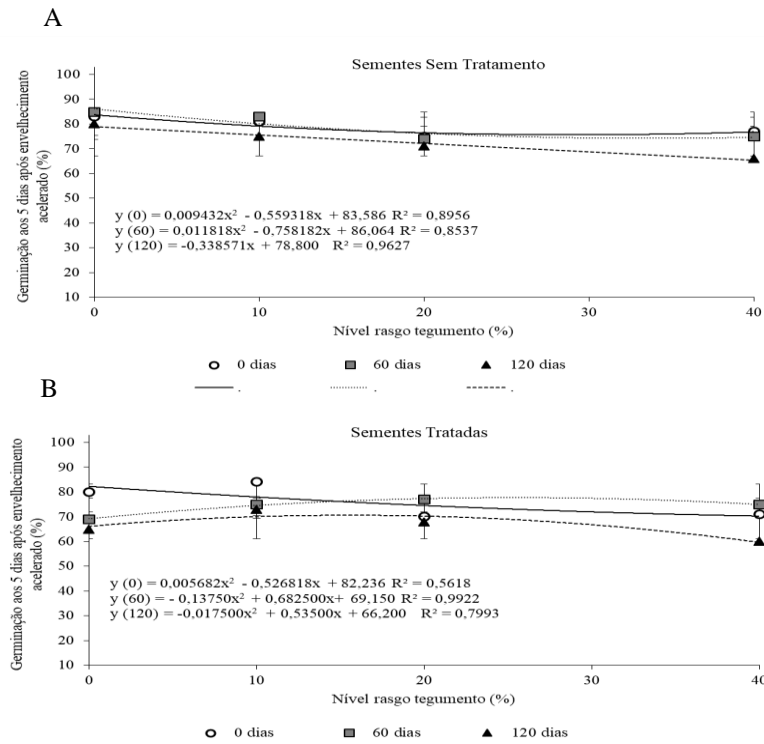 A
Sementes Sem Tratamento
Germinação aos 5 dias após envelhecimento
acelerado (%)
100
90
80
70
60
50
40
30
20
10
y (0) = 0,009432x² - 0,559318x + 83,586 R² = 0,8956
y (60) = 0,011818x² - 0,758182x + 86,064 R² = 0,8537
y (120) = -0,338571x + 78,800 R² = 0,9627
0 10 20 30 40
Nível rasgo tegumento (%)
0 dias 60 dias 120 dias
. . .
B
Sementes Tratadas
Germinação aos 5 dias após envelhecimento
acelerado (%)
100
90
80
70
60
50
40
30
20
10
y (0) = 0,005682x² - 0,526818x + 82,236 R² = 0,5618
y (60) = - 0,13750x² + 0,682500x+ 69,150 R² = 0,9922
y (120) = -0,017500x² + 0,53500x + 66,200 R² = 0,7993
0 10 20 30 40
Nível rasgo tegumento (%)
0 dias 60 dias 120 dias